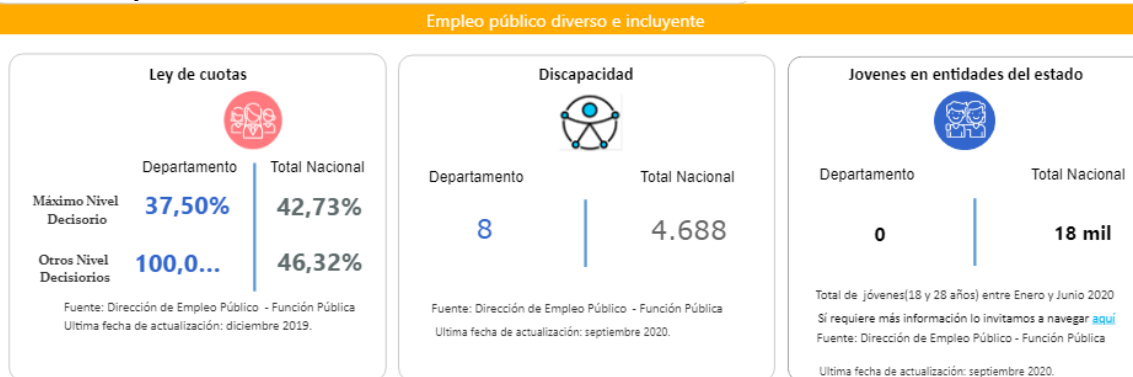 Empleo público diverso e incluyente
Ley de cuotas
Departamento Total Nacional
Máximo Nivel
Decisorio
37,50% 42,73%
Otros Nivel
Decisiorios
100,0... 46,32%
Fuente: Dirección de Empleo Público - Función Pública
Ultima fecha de actualización: diciembre 2019.
Discapacidad
Departamento Total Nacional
8 4.688
Fuente: Dirección de Empleo Público - Función Pública
Ultima fecha de actualización: septiembre 2020.
Jovenes en entidades del estado
Departamento Total Nacional
0 18 mil
Total de jóvenes(18 y 28 años) entre Enero y Junio 2020
Sí requiere más información lo invitamos a navegar aquí
Fuente: Dirección de Empleo Público - Función Pública
Ultima fecha de actualización: septiembre 2020.